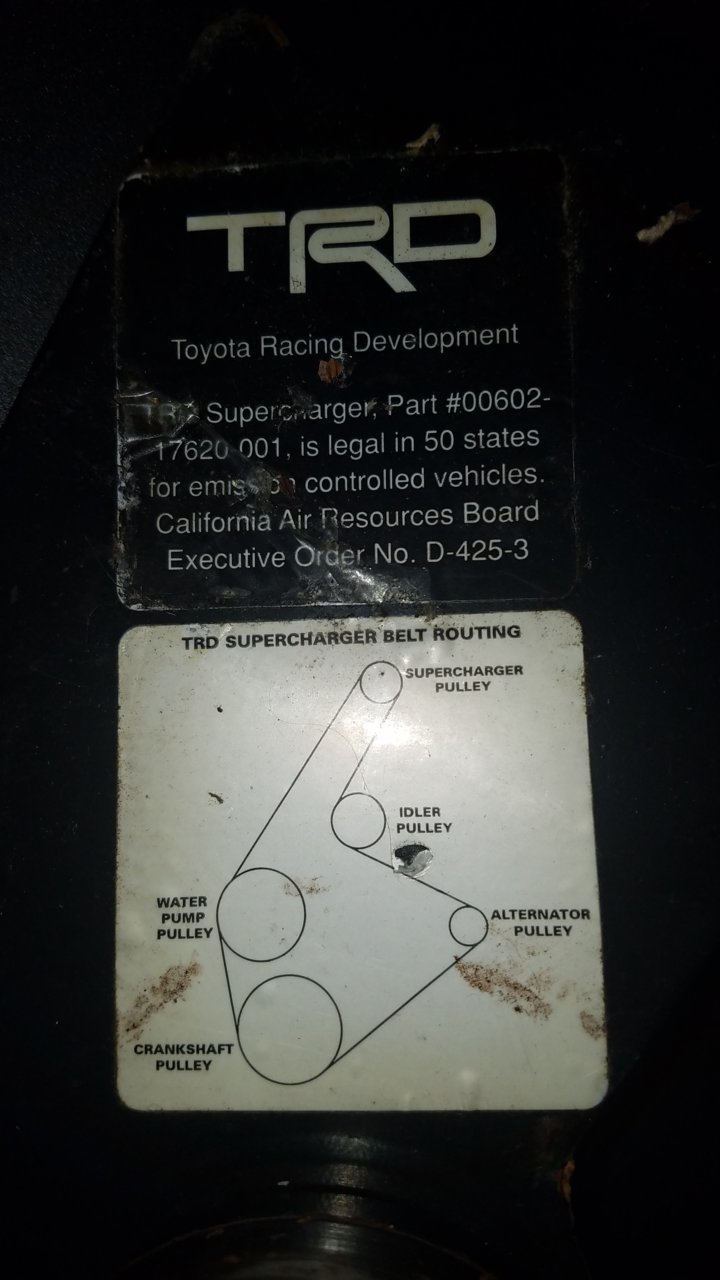 TRD
Toyota Racing Development
TRD Supercharger, Part #00602-
17620 001, is legal in 50 states
for emission controlled vehicles.
California Air Resources Board
Executive Order No. D-425-3
TRD SUPERCHARGER BELT ROUTING
SUPERCHARGER
PULLEY
IDLER
PULLEY
WATER
PUMP
PULLEY
ALTERNATOR
PULLEY
CRANKSHAFT
PULLEY